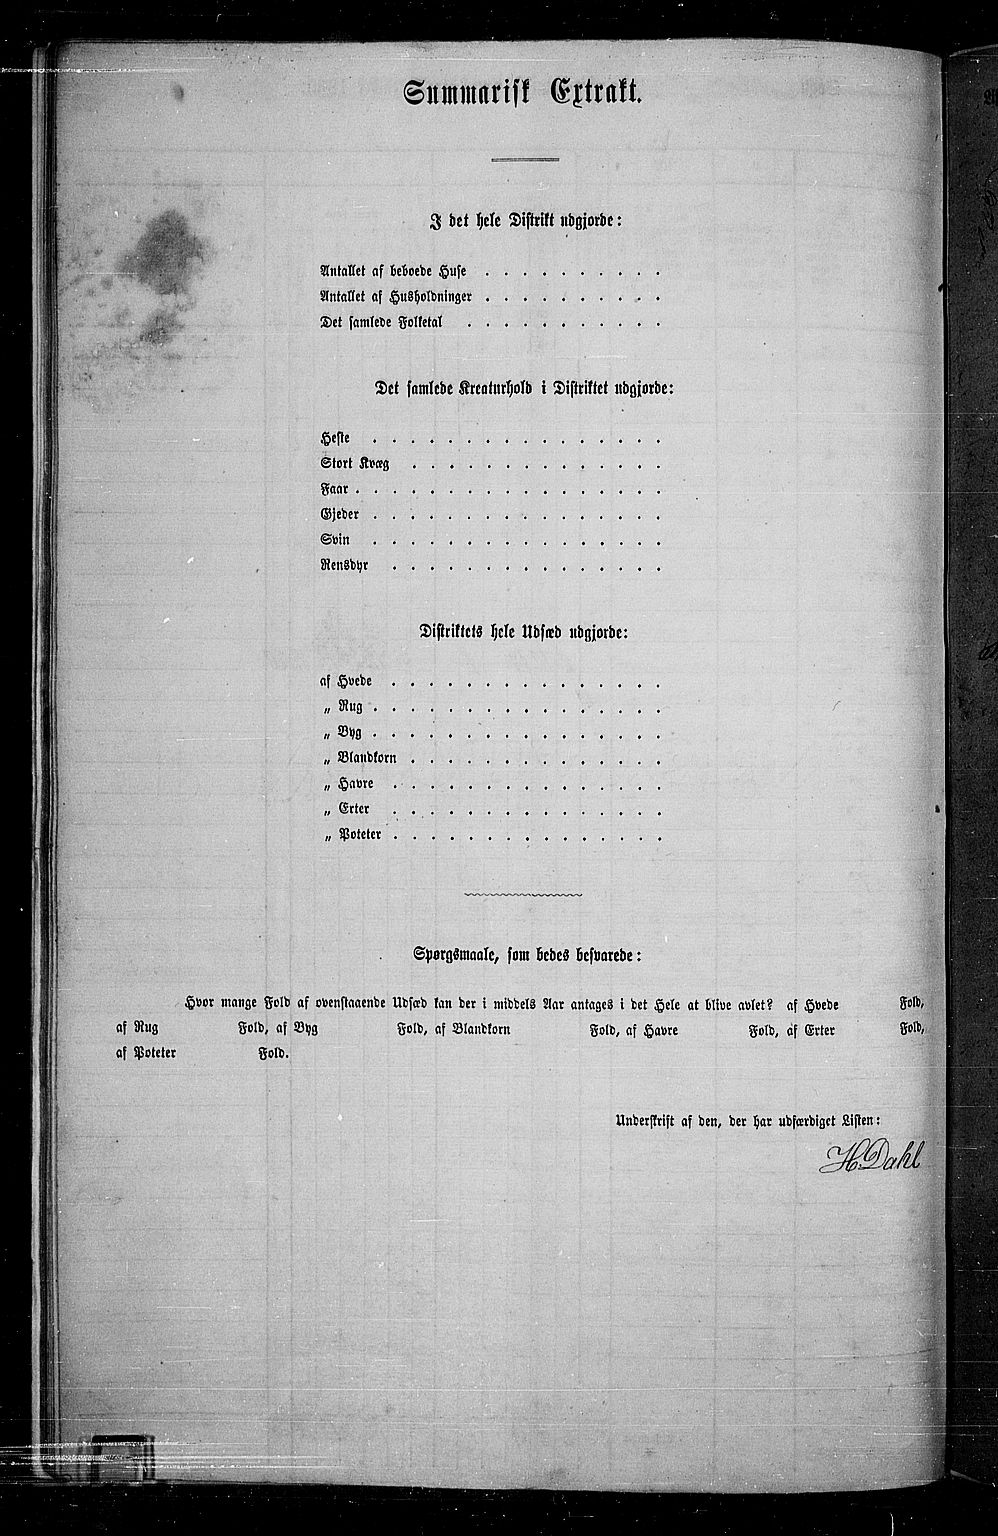 Summarisk Extrakt.
I det hele Distrikt udgjorde:
Antallet af beboede Huse . . . . . . . . . .
Antallet af Husholdninger . . . . . . . . . .
Det samlede Folketal . . . . . . . . . . .
Det samlede Kreaturhold i Distriktet udgjorde:
Heste . . . . . . . . . . . . . . . .
Stort Kvæg . . . . . . . . . . . . . .
Faar . . . . . . . . . . . . . . . . .
Gjeder . . . . . . . . . . . . . . . .
Svin . . . . . . . . . . . . . . . .
Rensdyr . . . . . . . . . . . . . . .
Distriktets hele Udsæd udgjorde:
af Hvede . . . . . . . . . . . . . . .
„ Rug . . . . . . . . . . . . . . . .
„ Byg . . . . . . . . . . . . . . . .
„ Blandkorn . . . . . . . . . . . . . .
„ Havre . . . . . . . . . . . . . . .
„ Erter . . . . . . . . . . . . . . .
„ Poteter . . . . . . . . . . . . . . .
Spørgsmaale, som bedes besvarede:
Hvor mange Fold af ovenstaaende Udsæd kan der i middels Aar antages i det Hele at blive avlet? af Hvede Fold,
af Rug Fold, af Byg Fold, af Blandkorn Fold, af Havre Fold, af Erter Fold,
af Poteter Fold.
Underskrift af den, der har udfærdiget Listen:
H. Dahl